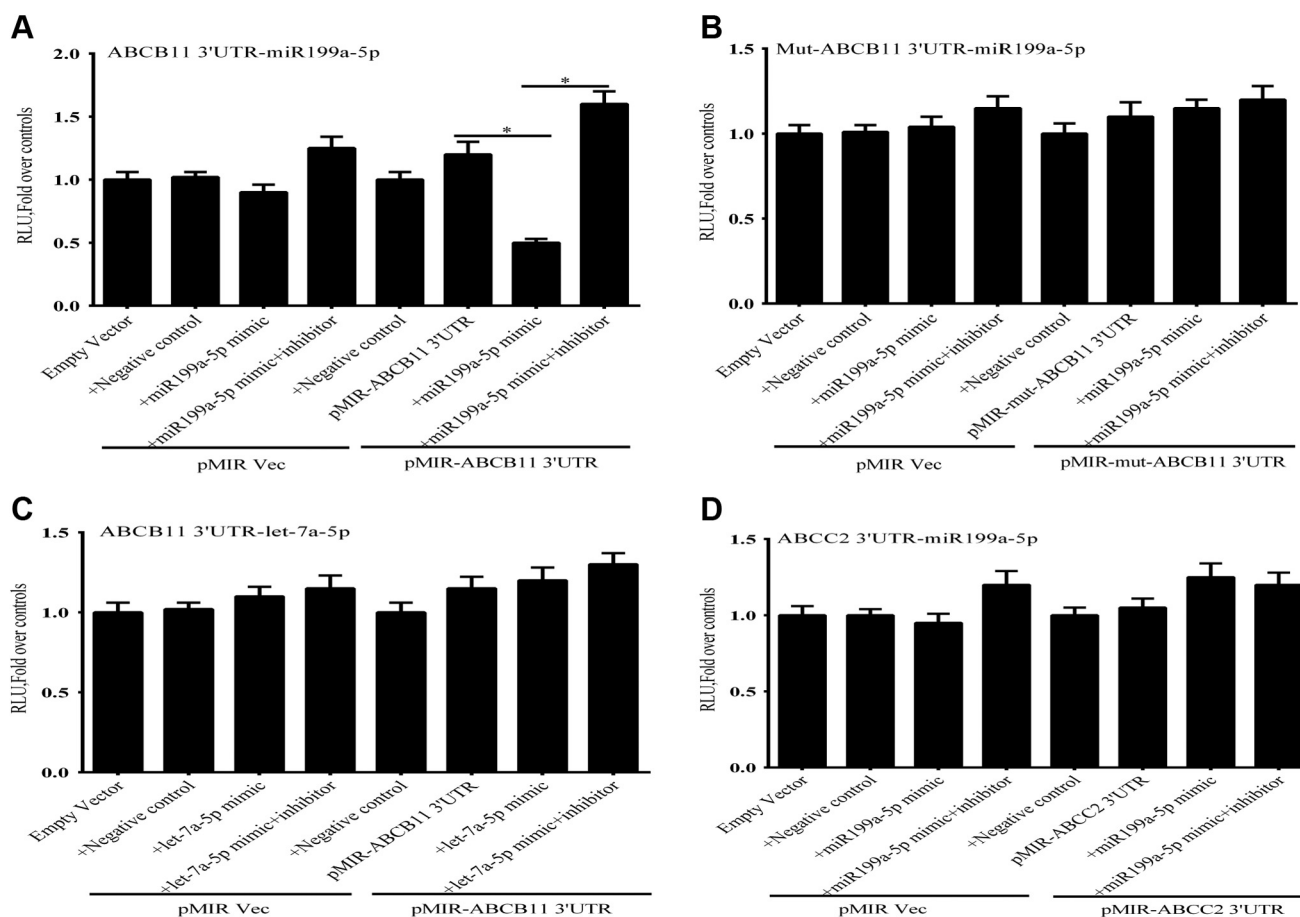 A
ABCB11 3'UTR-miR199a-5p
RLU,Fold over controls
2.0
1.5
1.0
0.5
0.0
*
*
Empty Vector
+Negative control
+miR199a-5p mimic
+miR199a-5p mimic+inhibitor
+Negative control
pMIR-ABCB11 3'UTR
+miR199a-5p mimic
+miR199a-5p mimic+inhibitor
pMIR Vec
pMIR-ABCB11 3'UTR
B
Mut-ABCB11 3'UTR-miR199a-5p
RLU,Fold over controls
1.5
1.0
0.5
0.0
Empty Vector
+Negative control
+miR199a-5p mimic
+miR199a-5p mimic+inhibitor
+Negative control
pMIR-mut-ABCB11 3'UTR
+miR199a-5p mimic
+miR199a-5p mimic+inhibitor
pMIR Vec
pMIR-mut-ABCB11 3'UTR
C
ABCB11 3'UTR-let-7a-5p
RLU,Fold over controls
1.5
1.0
0.5
0.0
Empty Vector
+Negative control
+let-7a-5p mimic
+let-7a-5p mimic+inhibitor
+Negative control
pMIR-ABCB11 3'UTR
+let-7a-5p mimic
+let-7a-5p mimic+inhibitor
pMIR Vec
pMIR-ABCB11 3'UTR
D
ABCC2 3'UTR-miR199a-5p
RLU,Fold over controls
1.5
1.0
0.5
0.0
Empty Vector
+Negative control
+miR199a-5p mimic
+miR199a-5p mimic+inhibitor
+Negative control
pMIR-ABCC2 3'UTR
+miR199a-5p mimic
+miR199a-5p mimic+inhibitor
pMIR Vec
pMIR-ABCC2 3'UTR